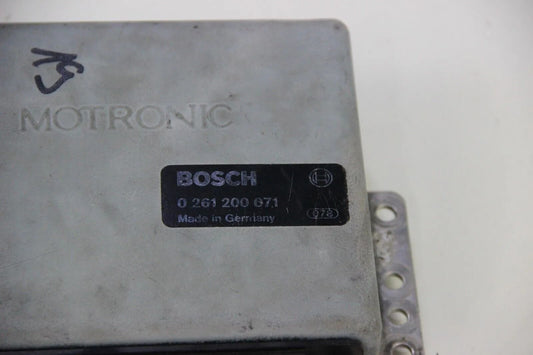 MOTRONIC
BOSCH
0 261 200 071
Made in Germany